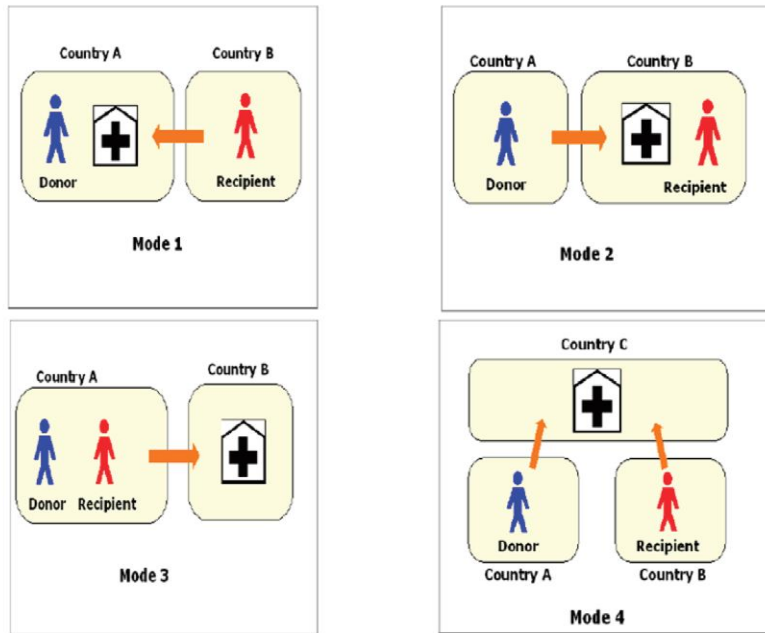 Country A
Country B
Donor
Recipient
Mode 1
Country A
Country B
Donor
Recipient
Mode 2
Country A
Country B
Donor Recipient
Mode 3
Country C
Donor
Recipient
Country A
Country B
Mode 4